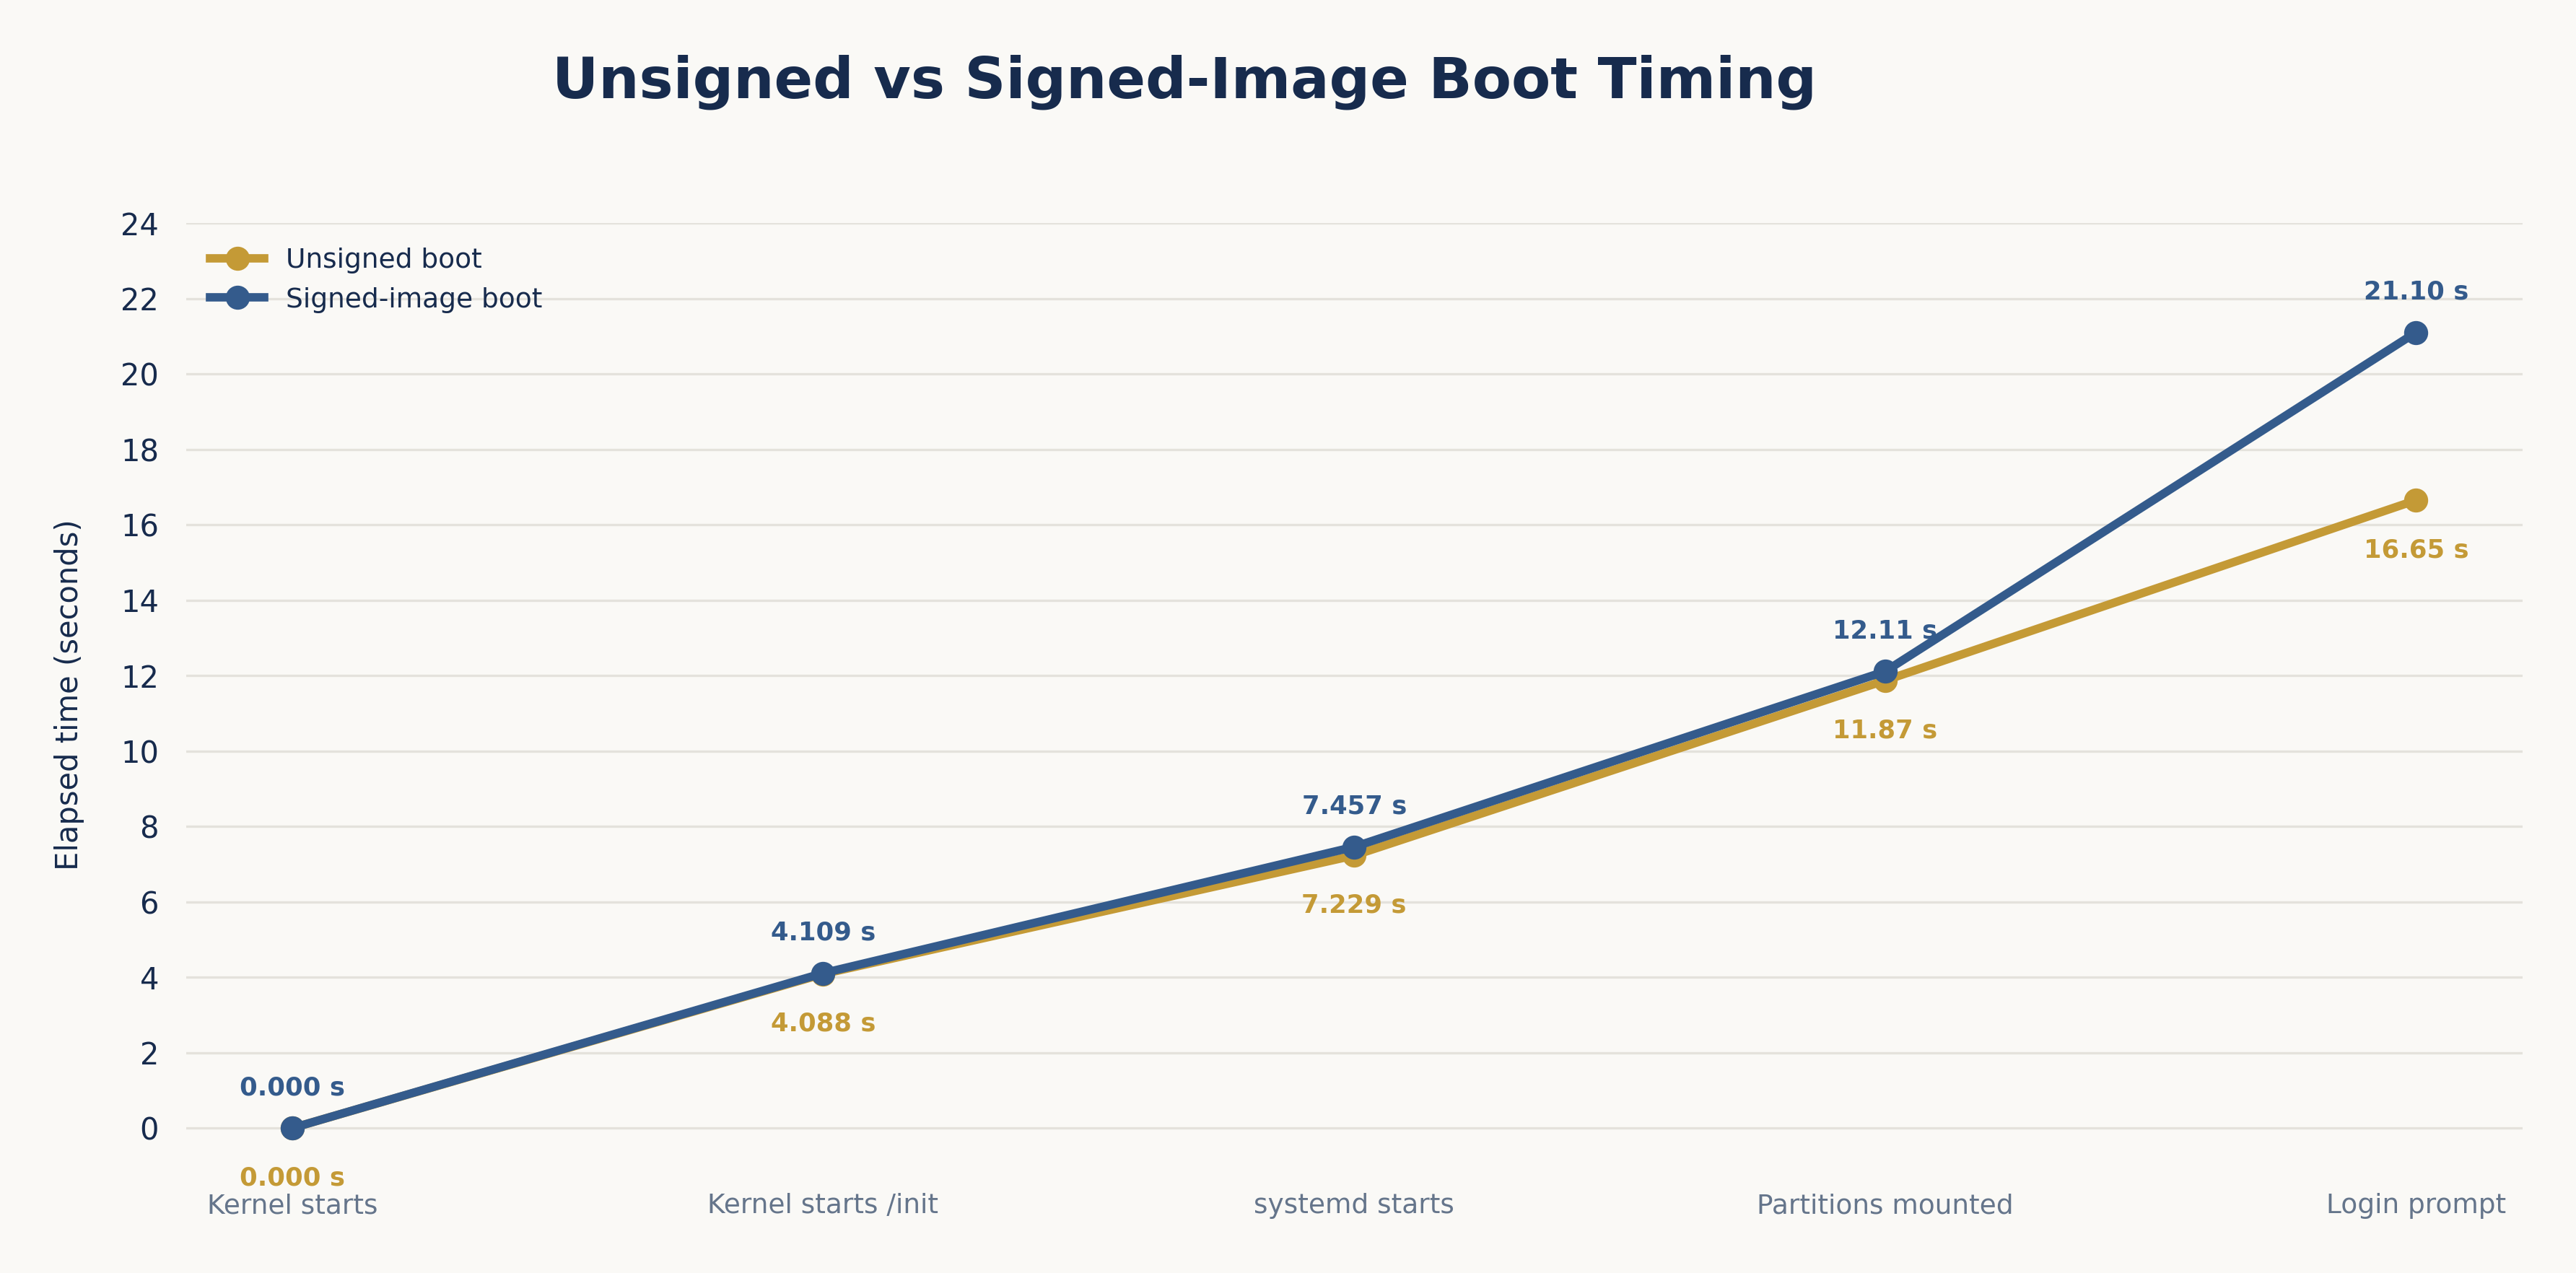 Unsigned vs Signed-Image Boot Timing
Elapsed time (seconds)
24
22
20
18
16
14
12
10
8
6
4
2
0
Unsigned boot
Signed-image boot
21.10 s
16.65 s
12.11 s
11.87 s
7.457 s
7.229 s
4.109 s
4.088 s
0.000 s
0.000 s
Kernel starts
Kernel starts /init
systemd starts
Partitions mounted
Login prompt